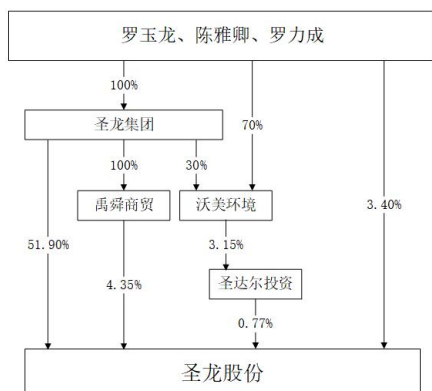 罗玉龙、陈雅卿、罗力成
100%
圣龙集团
70%
100%
30%
禹舜商贸
沃美环境
3.40%
51.90%
3.15%
4.35%
圣达尔投资
0.77%
圣龙股份